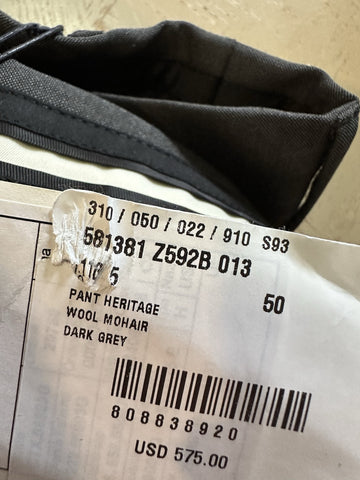 310 / 050 / 022 / 910 S93
581381 Z592B 013
50
PANT HERITAGE
WOOL MOHAIR
DARK GREY
808838920
USD 575.00